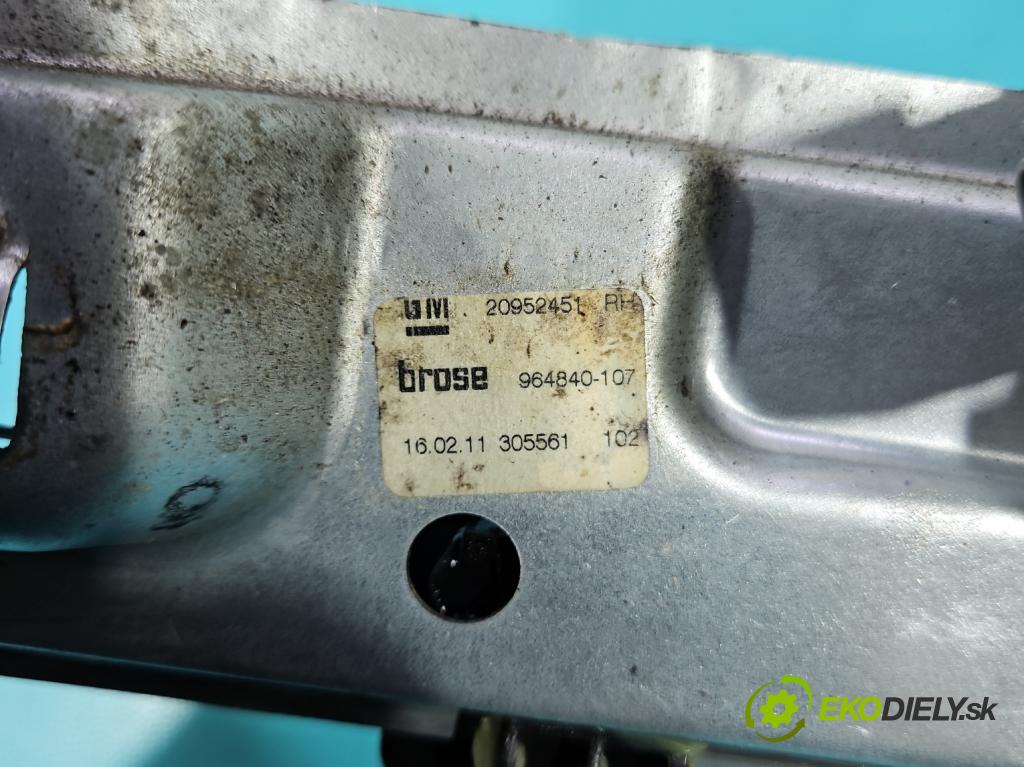 GM 20952451 RH
brose 964840-107
16.02.11 305561 102
EKODIELY.sk